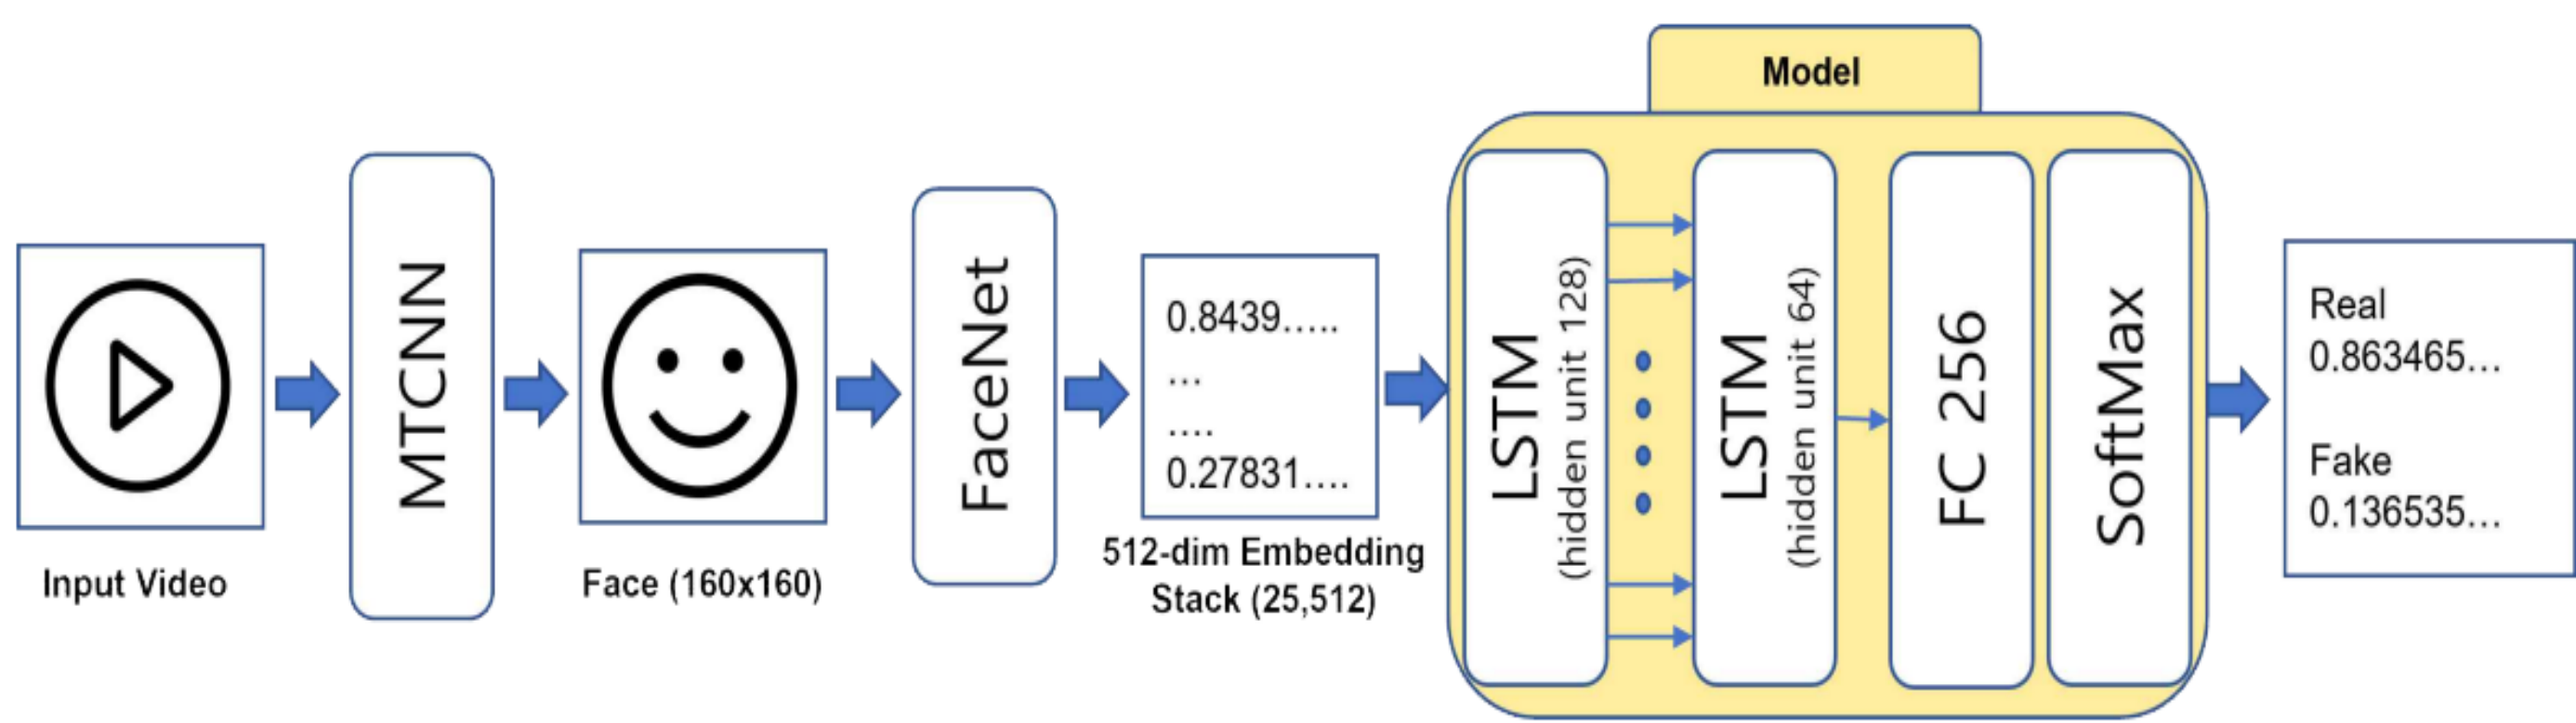 Model
MTCNN
FaceNet
LSTM
(hidden unit 128)
LSTM
(hidden unit 64)
FC 256
SoftMax
0.8439.....
...
....
0.27831....
Real
0.863465...
Fake
0.136535...
Input Video
Face (160x160)
512-dim Embedding
Stack (25,512)